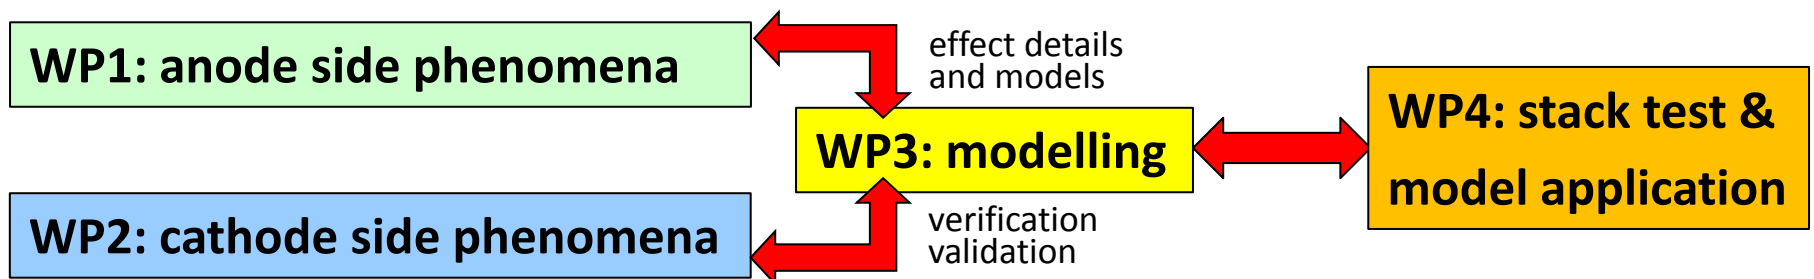 WP1: anode side phenomena
effect details
and models
WP3: modelling
WP4: stack test &
model application
WP2: cathode side phenomena
verification
validation